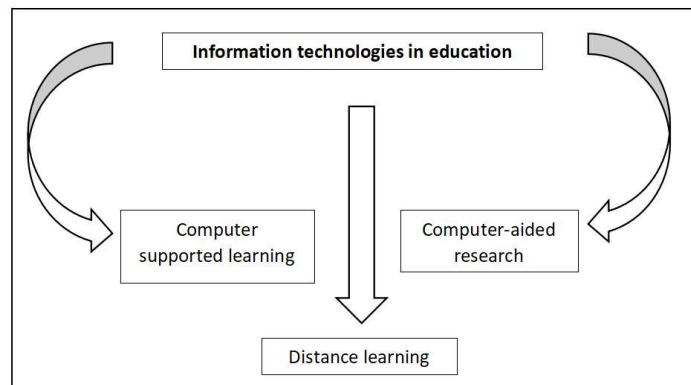 Information technologies in education
Computer
supported learning
Computer-aided
research
Distance learning